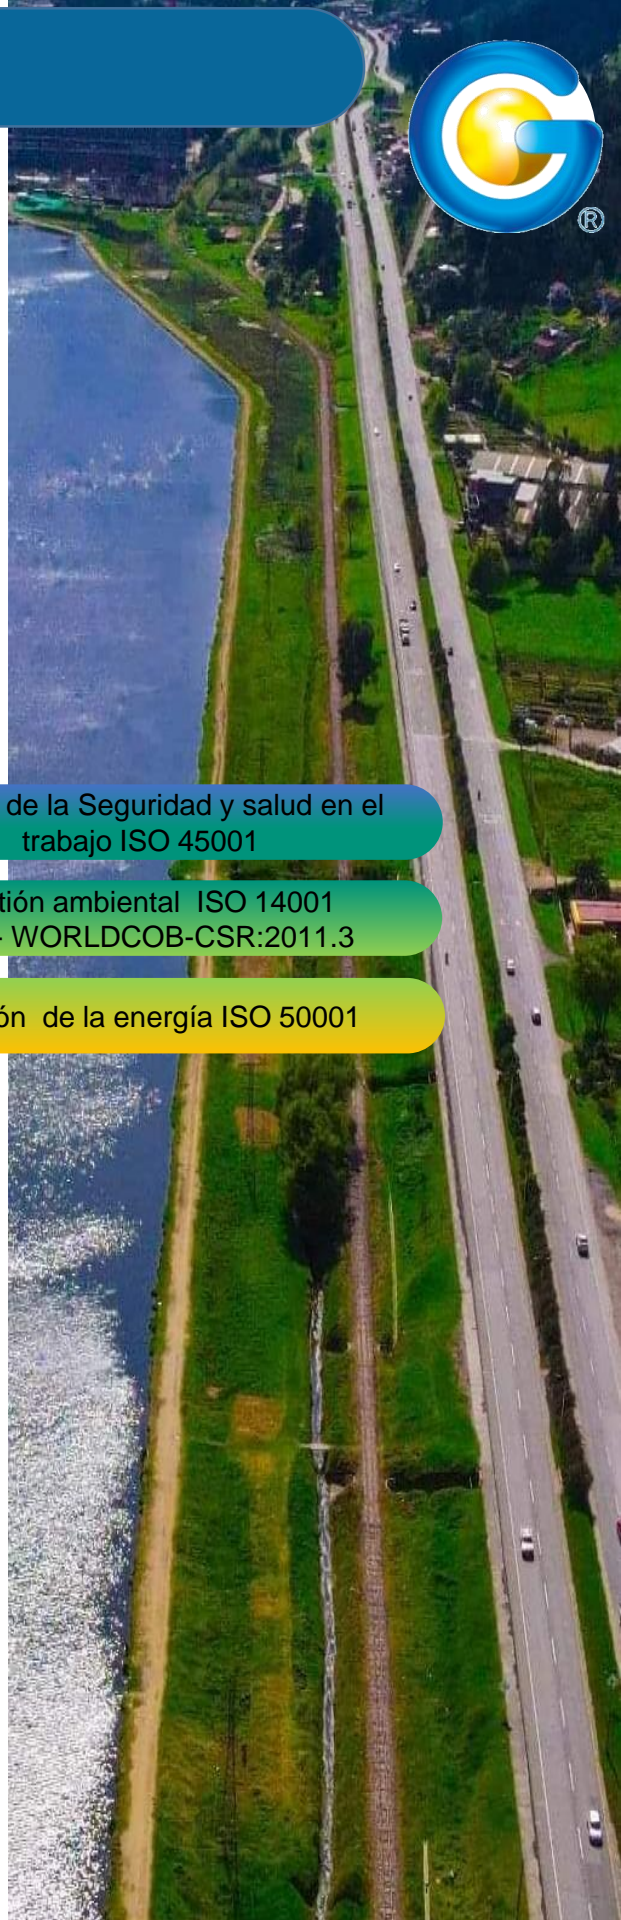 ®
de la Seguridad y salud en el
trabajo ISO 45001
tión ambiental ISO 14001
- WORLDCOB-CSR:2011.3
ón de la energía ISO 50001